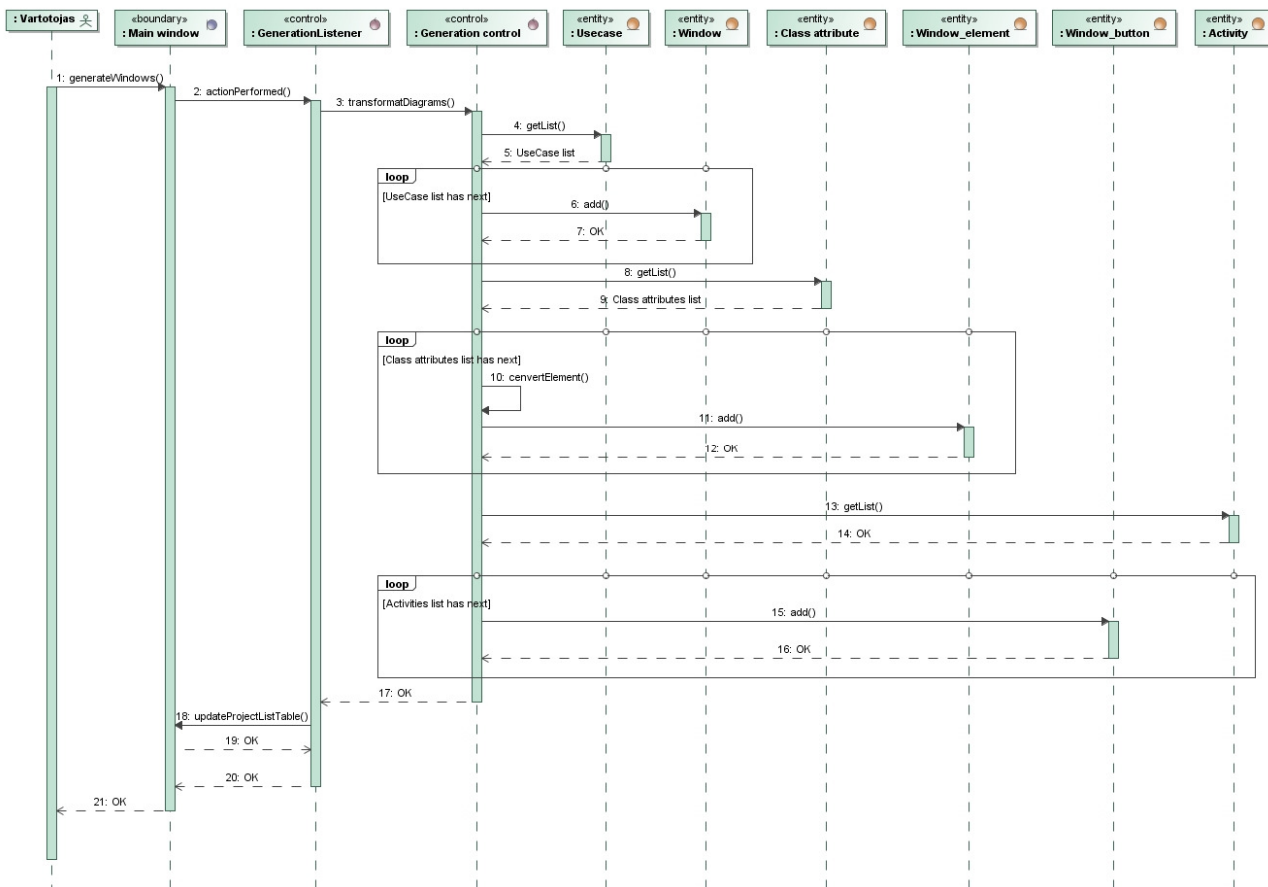 : Vartotojas
«boundary»
: Main window
«control»
: GenerationListener
«control»
: Generation control
«entity»
: Usecase
«entity»
: Window
«entity»
: Class attribute
«entity»
: Window_element
«entity»
: Window_button
«entity»
: Activity
1: generateWindows()
2: actionPerformed()
3: transformatDiagrams()
4: getList()
5: UseCase list
loop
[UseCase list has next]
6: add()
7: OK
8: getList()
9: Class attributes list
loop
[Class attributes list has next]
10: cenvertElement()
11: add()
12: OK
13: getList()
14: OK
loop
[Activities list has next]
15: add()
16: OK
17: OK
18: updateProjectListTable()
19: OK
20: OK
21: OK